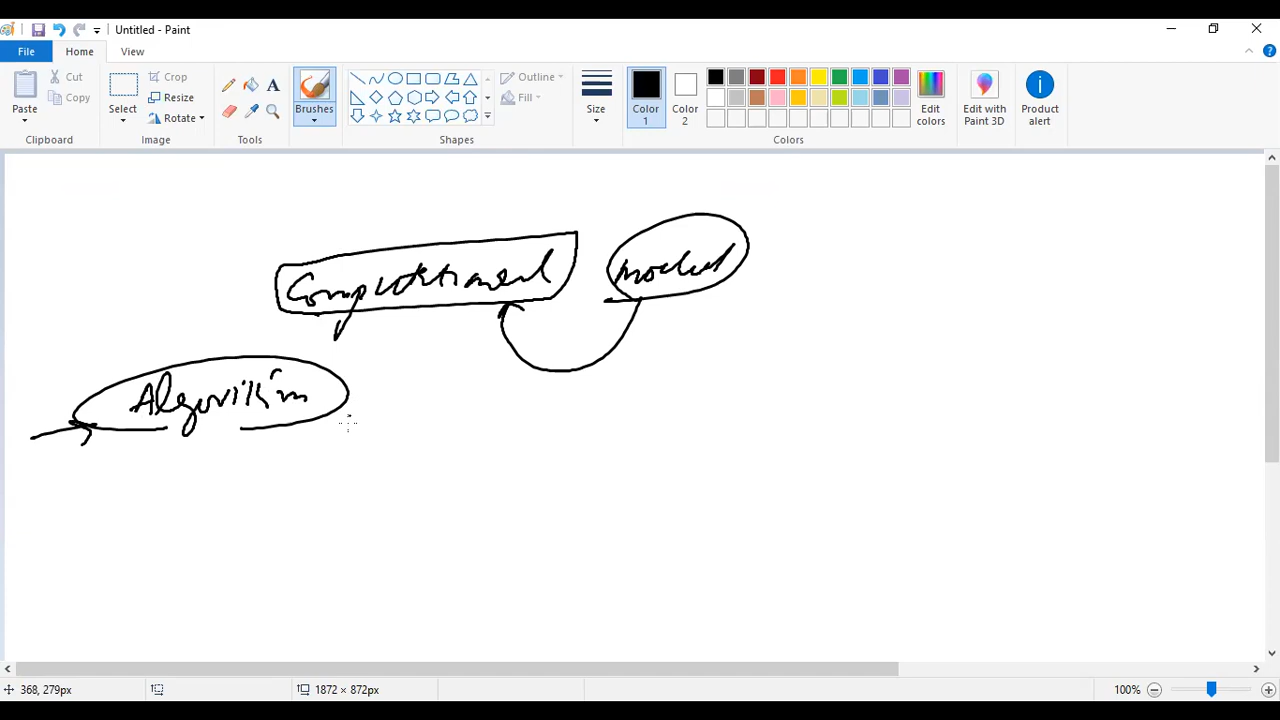 Untitled - Paint
File Home View
Paste Cut Copy Select Crop Resize Rotate Brushes Outline Fill Size Color 1 Color 2 Edit colors Edit with Paint 3D Product alert
Clipboard Image Tools Shapes Colors
Computational Model
Algorithm
368, 279px 1872 × 872px 100%